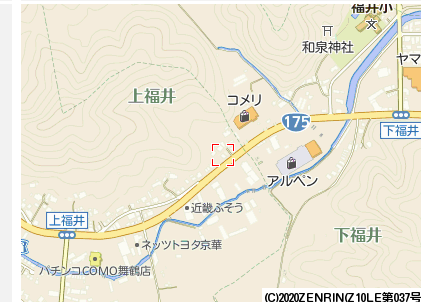 福井小
和泉神社
ヤマ
上福井
コメリ
175
下福井
アルペン
近畿ふそう
上福井
下福井
ネッツトヨタ京華
パチンコCOMO舞鶴店
(C)2020ZENRIN(Z10LE第037号